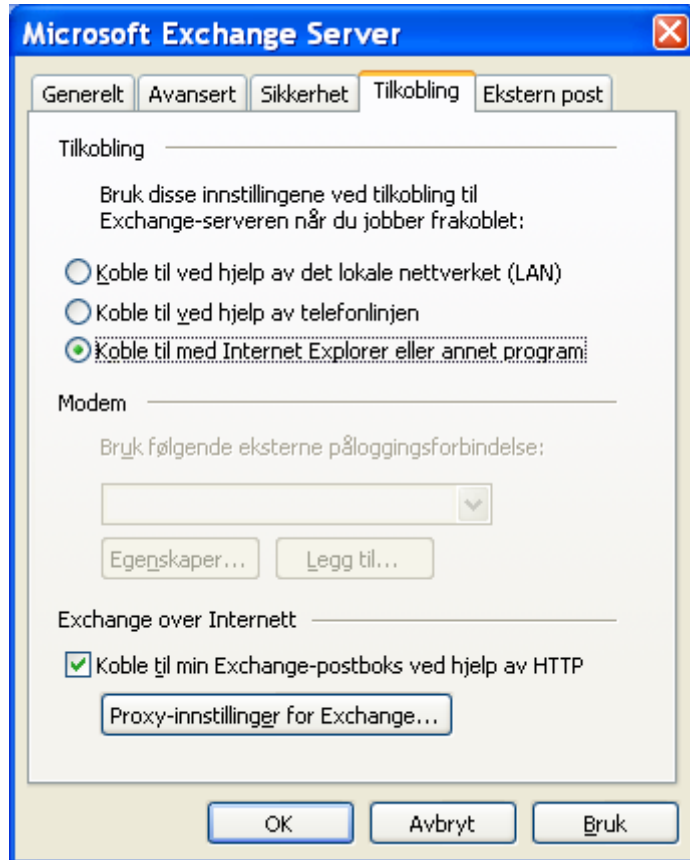 Microsoft Exchange Server
Generelt Avansert Sikkerhet Tilkobling Ekstern post
Tilkobling
Bruk disse innstillingene ved tilkobling til
Exchange-serveren når du jobber frakoblet:
Koble til ved hjelp av det lokale nettverket (LAN)
Koble til ved hjelp av telefonlinjen
Koble til med Internet Explorer eller annet program
Modem
Bruk følgende eksterne påloggingsforbindelse:
Egenskaper... Legg til...
Exchange over Internett
Koble til min Exchange-postboks ved hjelp av HTTP
Proxy-innstillinger for Exchange...
OK Avbryt Bruk